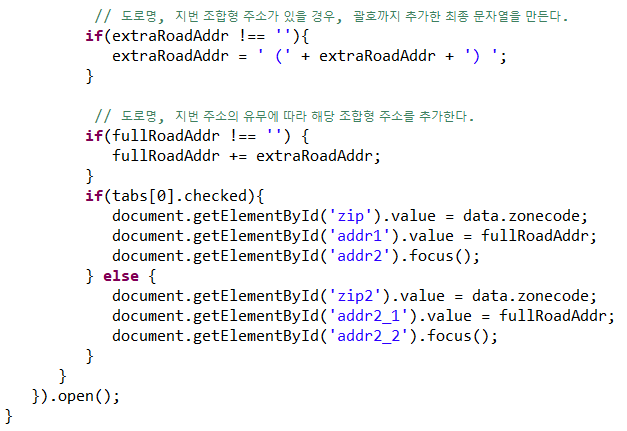 // 도로명, 지번 조합형 주소가 있을 경우, 괄호까지 추가한 최종 문자열을 만든다.
if(extraRoadAddr !== ''){
extraRoadAddr = ' (' + extraRoadAddr + ') ';
}
// 도로명, 지번 주소의 유무에 따라 해당 조합형 주소를 추가한다.
if(fullRoadAddr !== '') {
fullRoadAddr += extraRoadAddr;
}
if(tabs[0].checked){
document.getElementById('zip').value = data.zonecode;
document.getElementById('addr1').value = fullRoadAddr;
document.getElementById('addr2').focus();
} else {
document.getElementById('zip2').value = data.zonecode;
document.getElementById('addr2_1').value = fullRoadAddr;
document.getElementById('addr2_2').focus();
}
}
}).open();
}